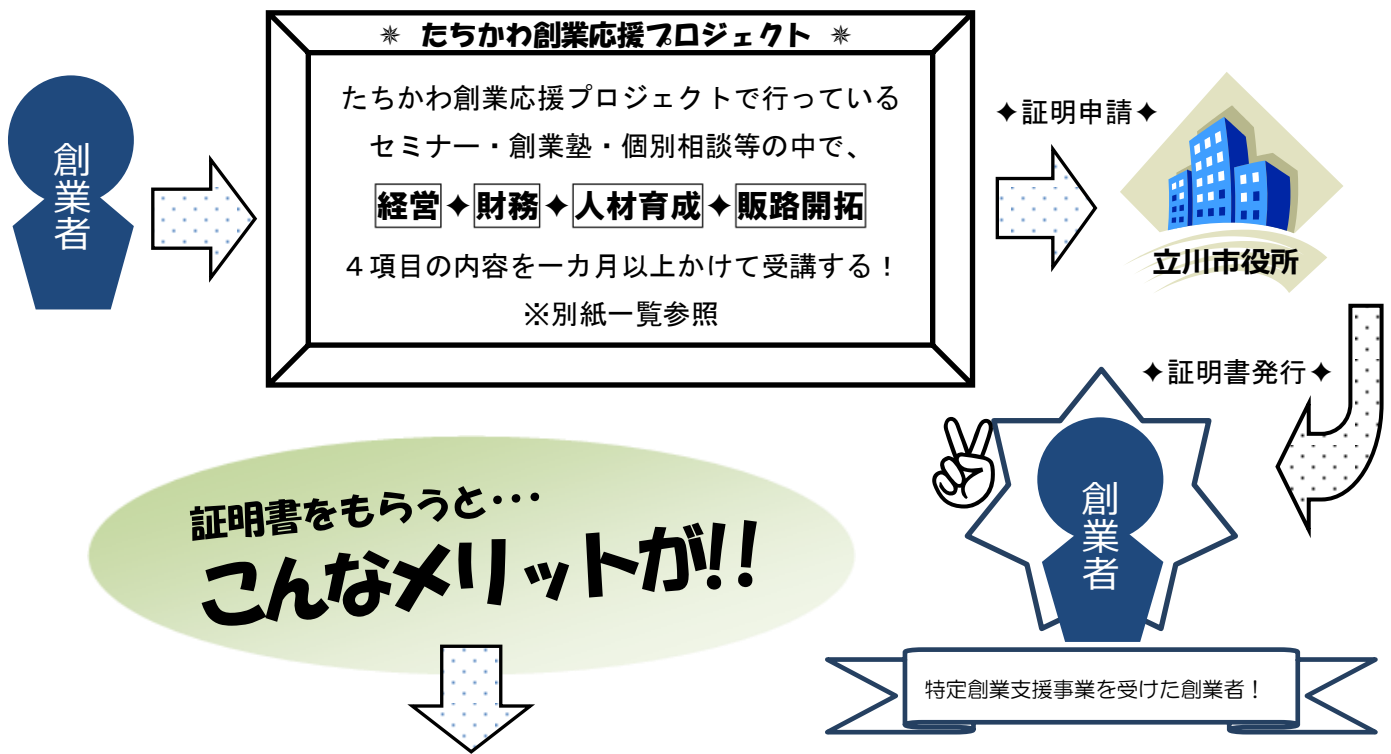 ✴ たちかわ創業応援プロジェクト ✴
たちかわ創業応援プロジェクトで行っている
セミナー・創業塾・個別相談等の中で、
経営✦財務✦人材育成✦販路開拓
４項目の内容を一カ月以上かけて受講する！
※別紙一覧参照
創業者
✦証明申請✦
立川市役所
✦証明書発行✦
創業者
特定創業支援事業を受けた創業者！
証明書をもらうと･･･
こんなメリットが!!